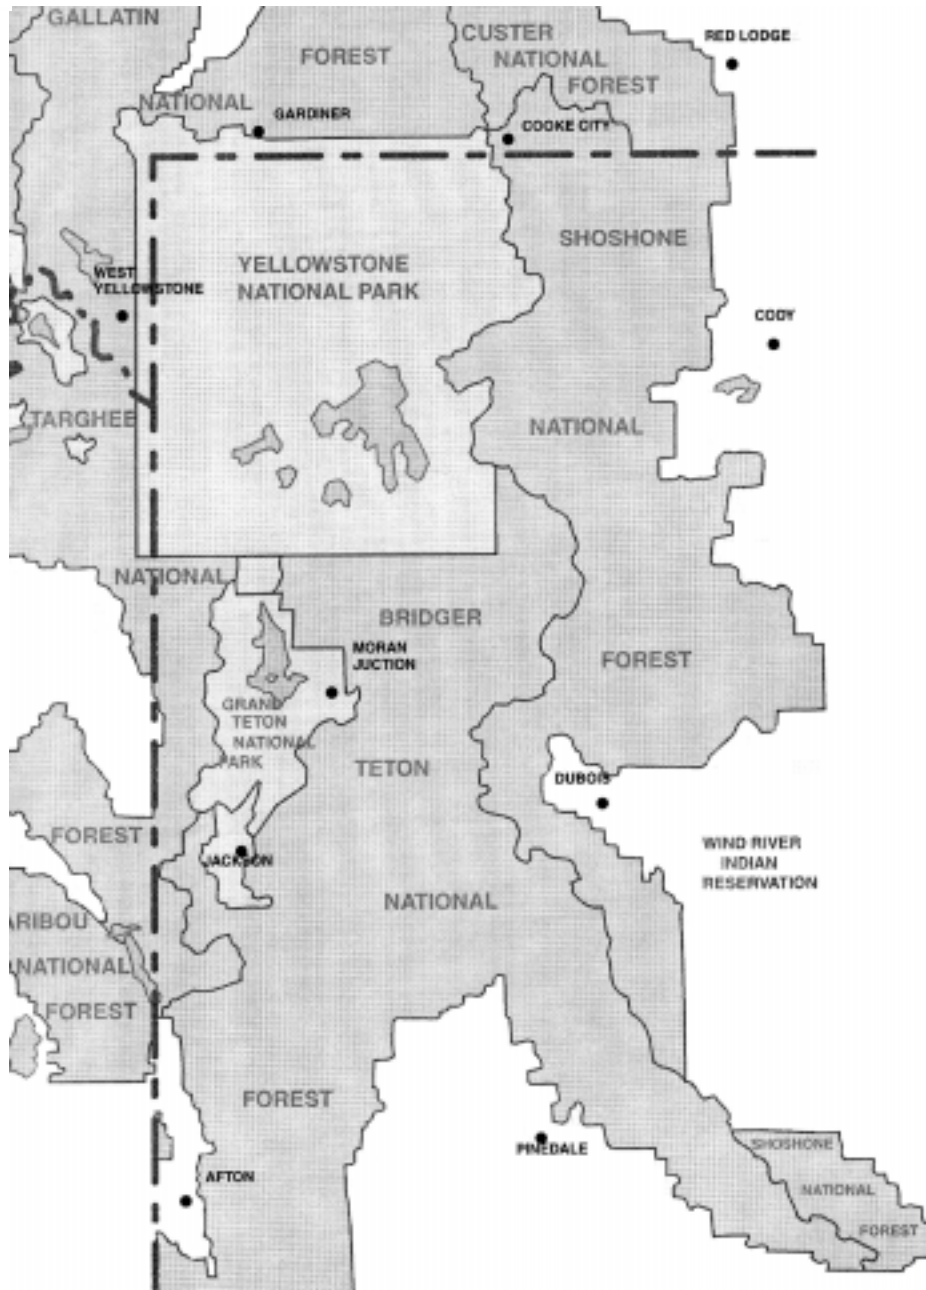 GALLATIN
CUSTER
RED LODGE
FOREST
NATIONAL
FOREST
NATIONAL
GARDINER
COOKE CITY
SHOSHONE
YELLOWSTONE
NATIONAL PARK
WEST
YELLOWSTONE
CODY
TARGHEE
NATIONAL
NATIONAL
BRIDGER
MORAN
JUCTION
FOREST
GRAND
TETON
NATIONAL
PARK
TETON
DUBOIS
FOREST
JACKSON
WIND RIVER
INDIAN
RESERVATION
NATIONAL
ARIBOU
NATIONAL
FOREST
FOREST
PINEDALE
SHOSHONE
AFTON
NATIONAL
FOREST